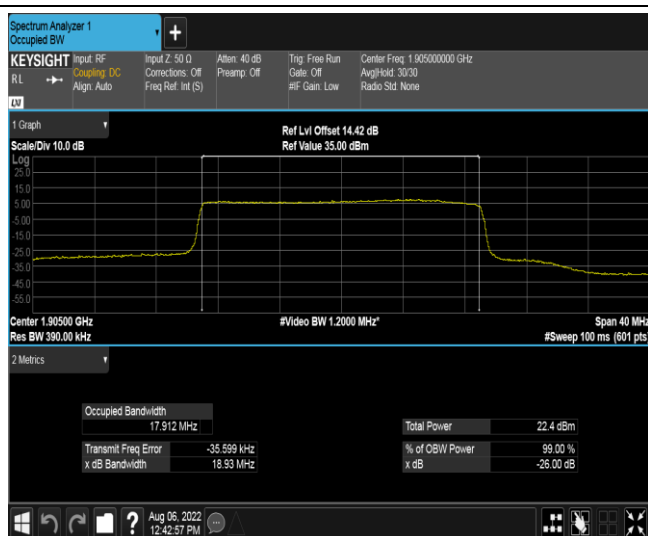 Spectrum Analyzer 1
Occupied BW
+
KEYSIGHT
RL
LXI
Input: RF
Coupling: DC
Align: Auto
Input Z: 50 Ω
Corrections: Off
Freq Ref: Int (S)
Atten: 40 dB
Preamp: Off
Trig: Free Run
Gate: Off
#IF Gain: Low
Center Freq: 1.905000000 GHz
Avg|Hold: 30/30
Radio Std: None
1 Graph
Scale/Div 10.0 dB
Ref Lvl Offset 14.42 dB
Ref Value 35.00 dBm
Log
25.0
15.0
5.00
-5.00
-15.0
-25.0
-35.0
-45.0
-55.0
Center 1.90500 GHz
Res BW 390.00 kHz
#Video BW 1.2000 MHz*
Span 40 MHz
#Sweep 100 ms (601 pts)
2 Metrics
Occupied Bandwidth
17.912 MHz
Transmit Freq Error -35.599 kHz
x dB Bandwidth 18.93 MHz
Total Power 22.4 dBm
% of OBW Power 99.00 %
x dB -26.00 dB
?
Aug 06, 2022
12:42:57 PM